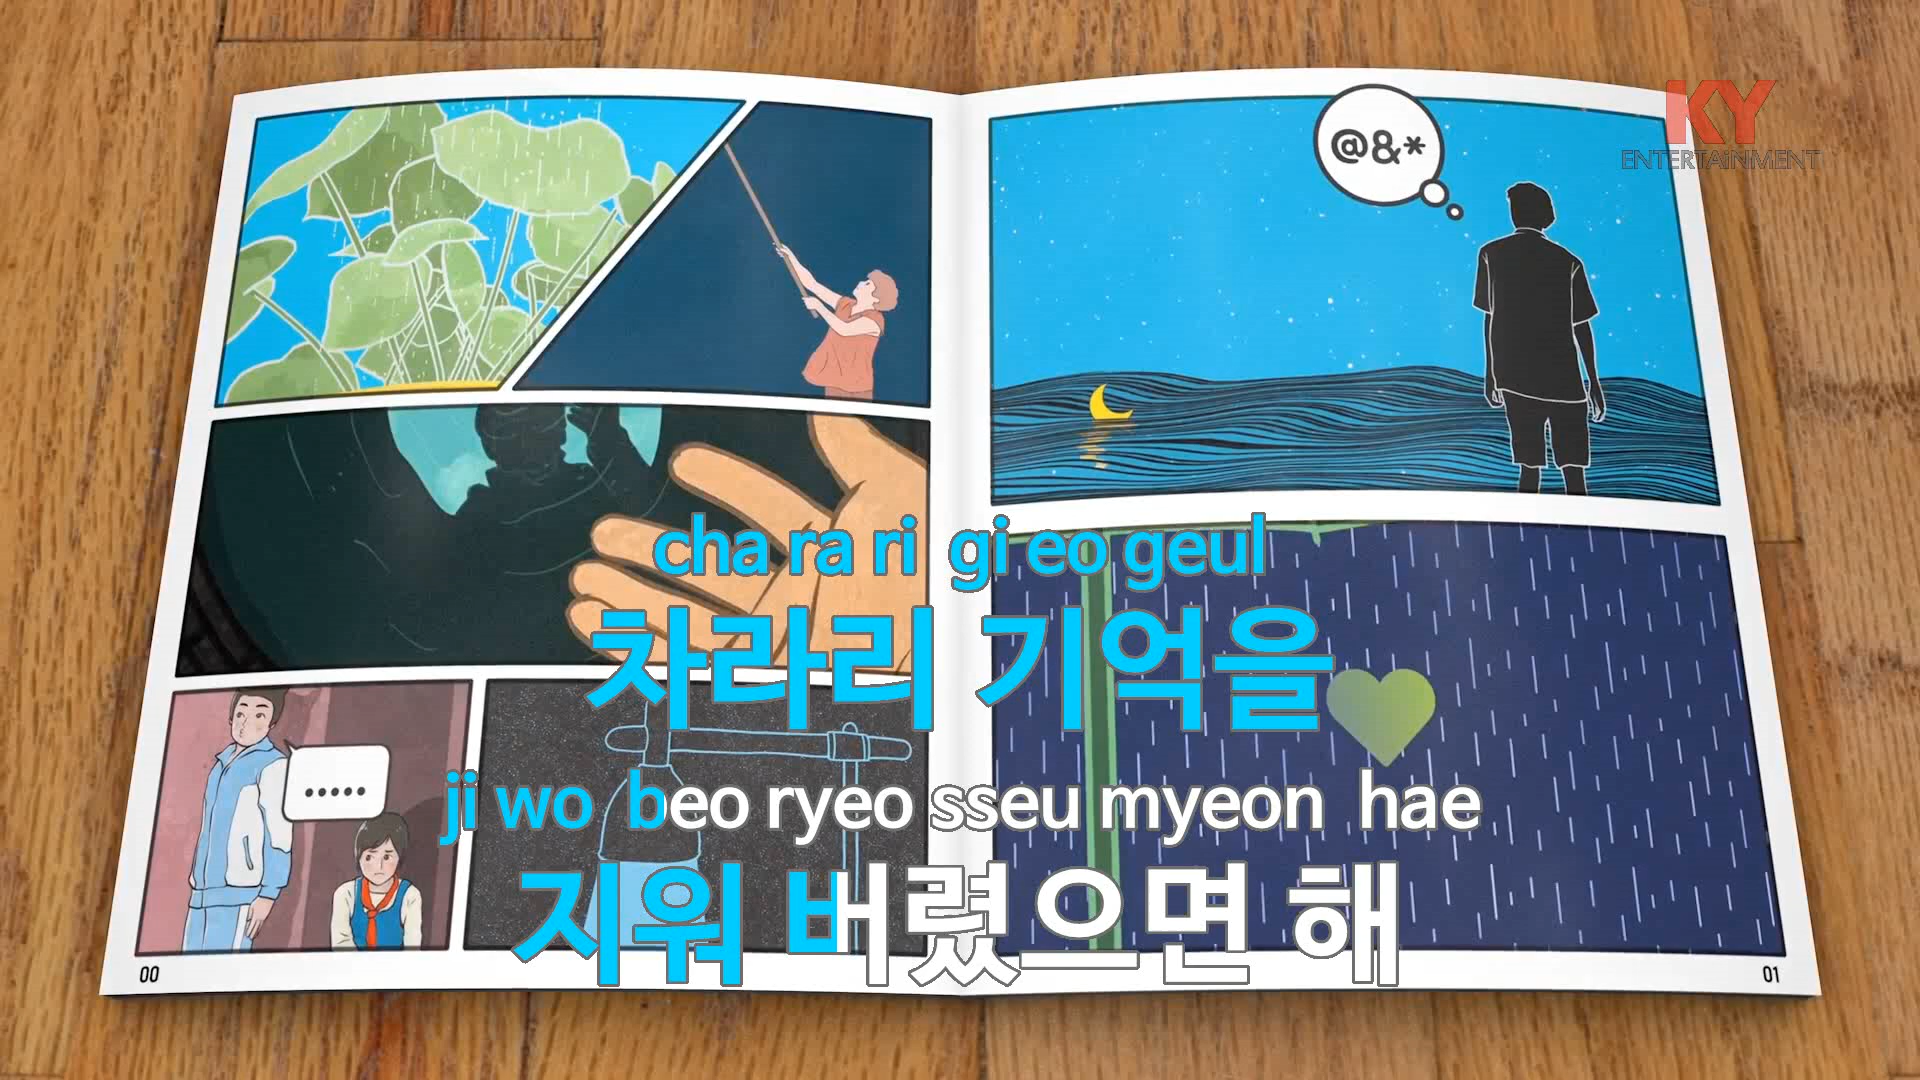 KY
ENTERTAINMENT
@&*
cha ra ri gi eo geul
차라리 기억을
.....
ji wo beo ryeo sseu myeon hae
지워 버렸으면 해
00
01